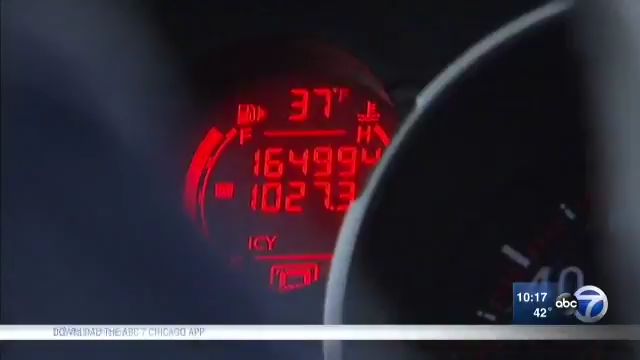 37°F
F H
164994
1027.3
ICY
40
10:17
42° abc 7
DOWNLOAD THE ABC 7 CHICAGO APP